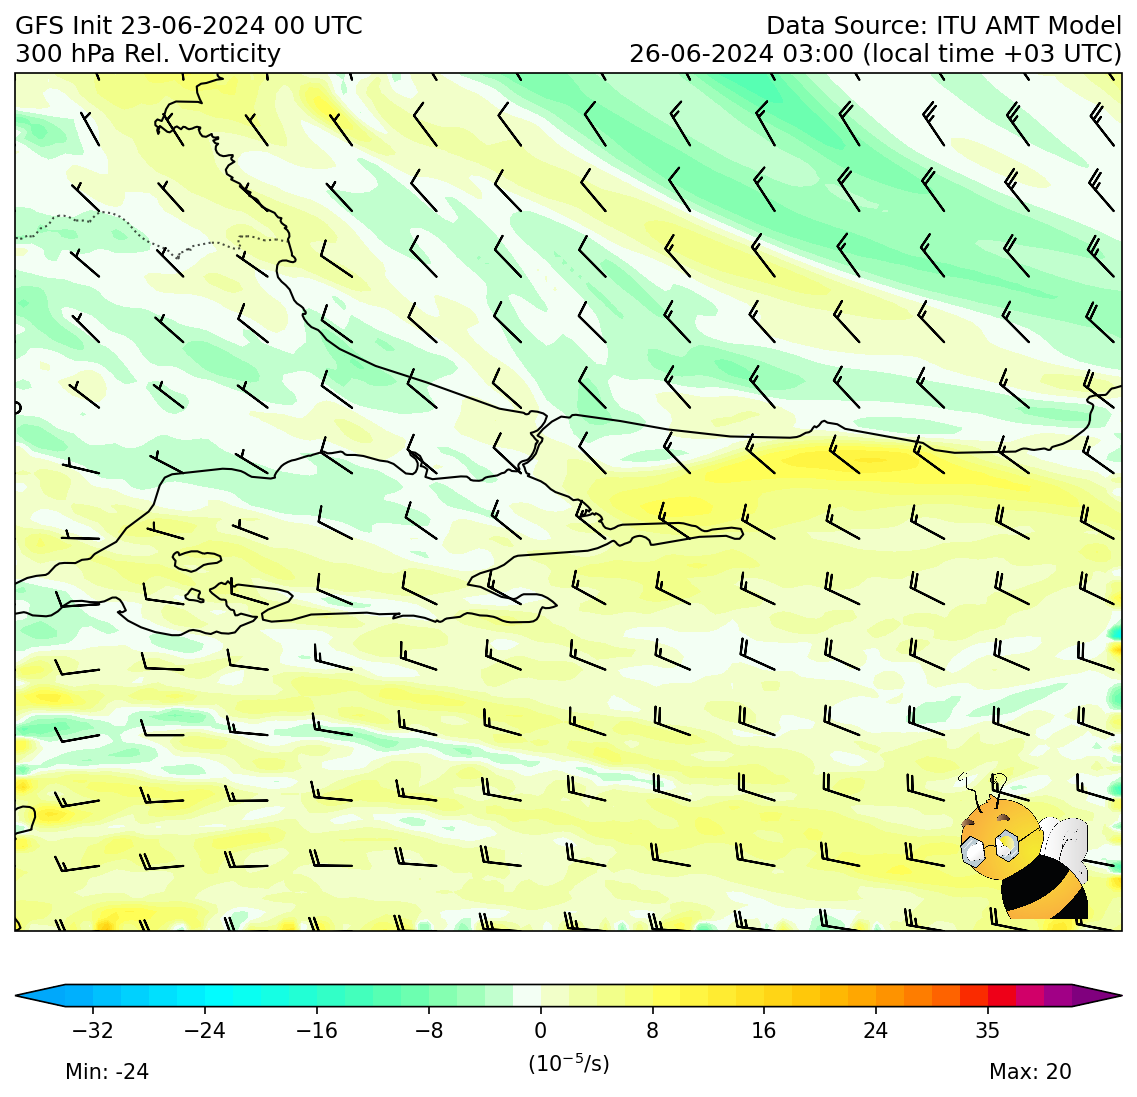 GFS Init 23-06-2024 00 UTC
Data Source: ITU AMT Model
300 hPa Rel. Vorticity
26-06-2024 03:00 (local time +03 UTC)
−32 −24 −16 −8 0 8 16 24 35
(10⁻⁵/s)
Min: -24
Max: 20